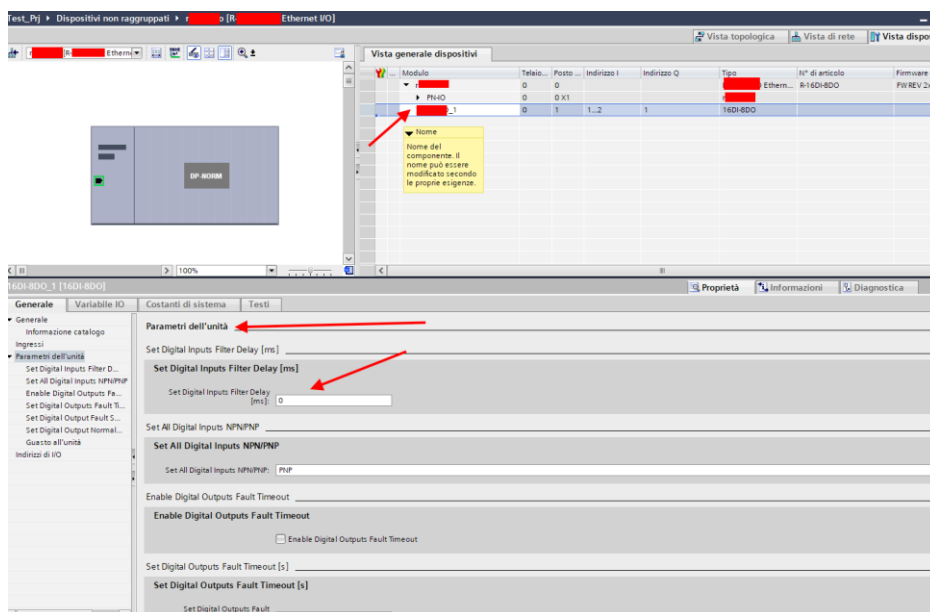 Test_Prj ▸ Dispositivi non raggruppati ▸ r o [R- Ethernet I/O]
Vista topologica Vista di rete Vista dispo
r [R- Ethern
Vista generale dispositivi
... Modulo Telaio... Posto ... Indirizzo I Indirizzo Q Tipo N° di articolo Firmware
r 0 0 Ethern... R-16DI-8DO FW REV 2x
PN-IO 0 0 X1 r
_1 0 1 1...2 1 16DI-8DO
Nome
Nome del
componente. Il
nome può essere
modificato secondo
le proprie esigenze.
DP-NORM
100%
16DI-8DO_1 [16DI-8DO]
Proprietà Informazioni Diagnostica
Generale Variabile IO Costanti di sistema Testi
Generale
Informazione catalogo
Ingressi
Parametri dell'unità
Set Digital Inputs Filter D...
Set All Digital Inputs NPN/PNP
Enable Digital Outputs Fa...
Set Digital Outputs Fault Ti...
Set Digital Output Fault S...
Set Digital Output Normal...
Guasto all'unità
Indirizzi di I/O
Parametri dell'unità
Set Digital Inputs Filter Delay [ms]
Set Digital Inputs Filter Delay [ms]
Set Digital Inputs Filter Delay
[ms]: 0
Set All Digital Inputs NPN/PNP
Set All Digital Inputs NPN/PNP
Set All Digital Inputs NPN/PNP: PNP
Enable Digital Outputs Fault Timeout
Enable Digital Outputs Fault Timeout
Enable Digital Outputs Fault Timeout
Set Digital Outputs Fault Timeout [s]
Set Digital Outputs Fault Timeout [s]
Set Digital Outputs Fault